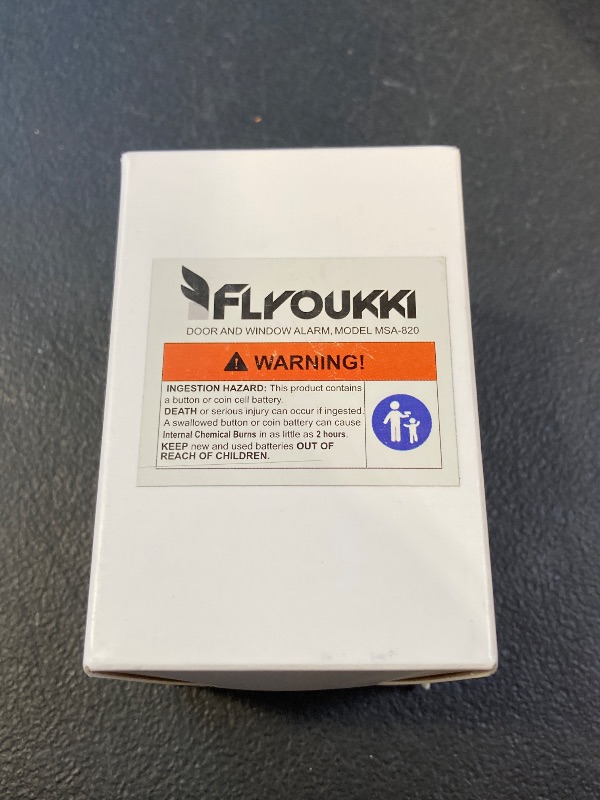 FLYOUKKI
DOOR AND WINDOW ALARM, MODEL MSA-820
WARNING!
INGESTION HAZARD: This product contains
a button or coin cell battery.
DEATH or serious injury can occur if ingested.
A swallowed button or coin battery can cause
Internal Chemical Burns in as little as 2 hours.
KEEP new and used batteries OUT OF
REACH OF CHILDREN.